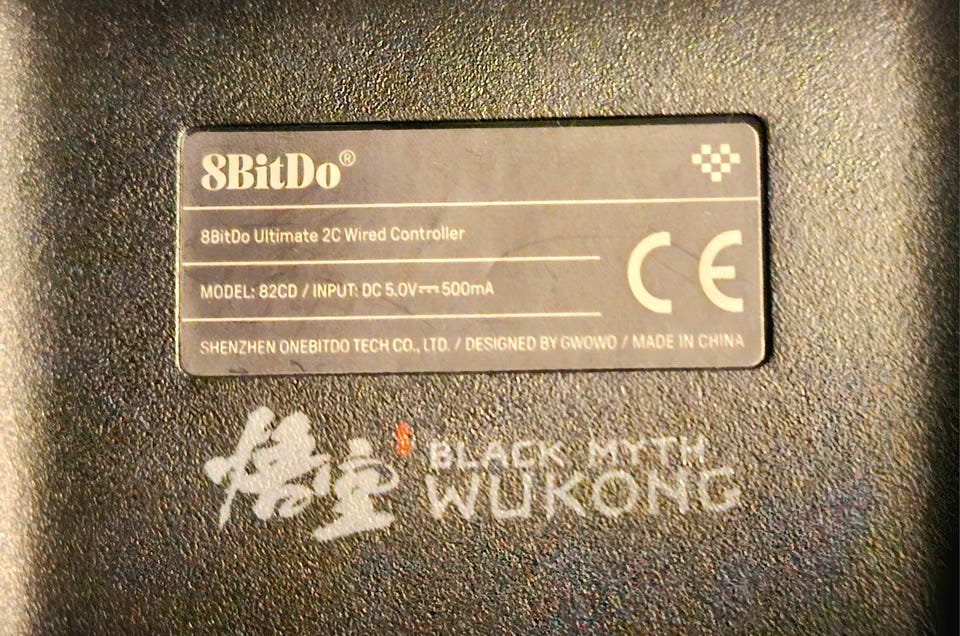 8BitDo®
8BitDo Ultimate 2C Wired Controller
MODEL: 82CD / INPUT: DC 5.0V⎓500mA
CE
SHENZHEN ONEBITDO TECH CO., LTD. / DESIGNED BY GWOWO / MADE IN CHINA
悟空
BLACK MYTH
WUKONG